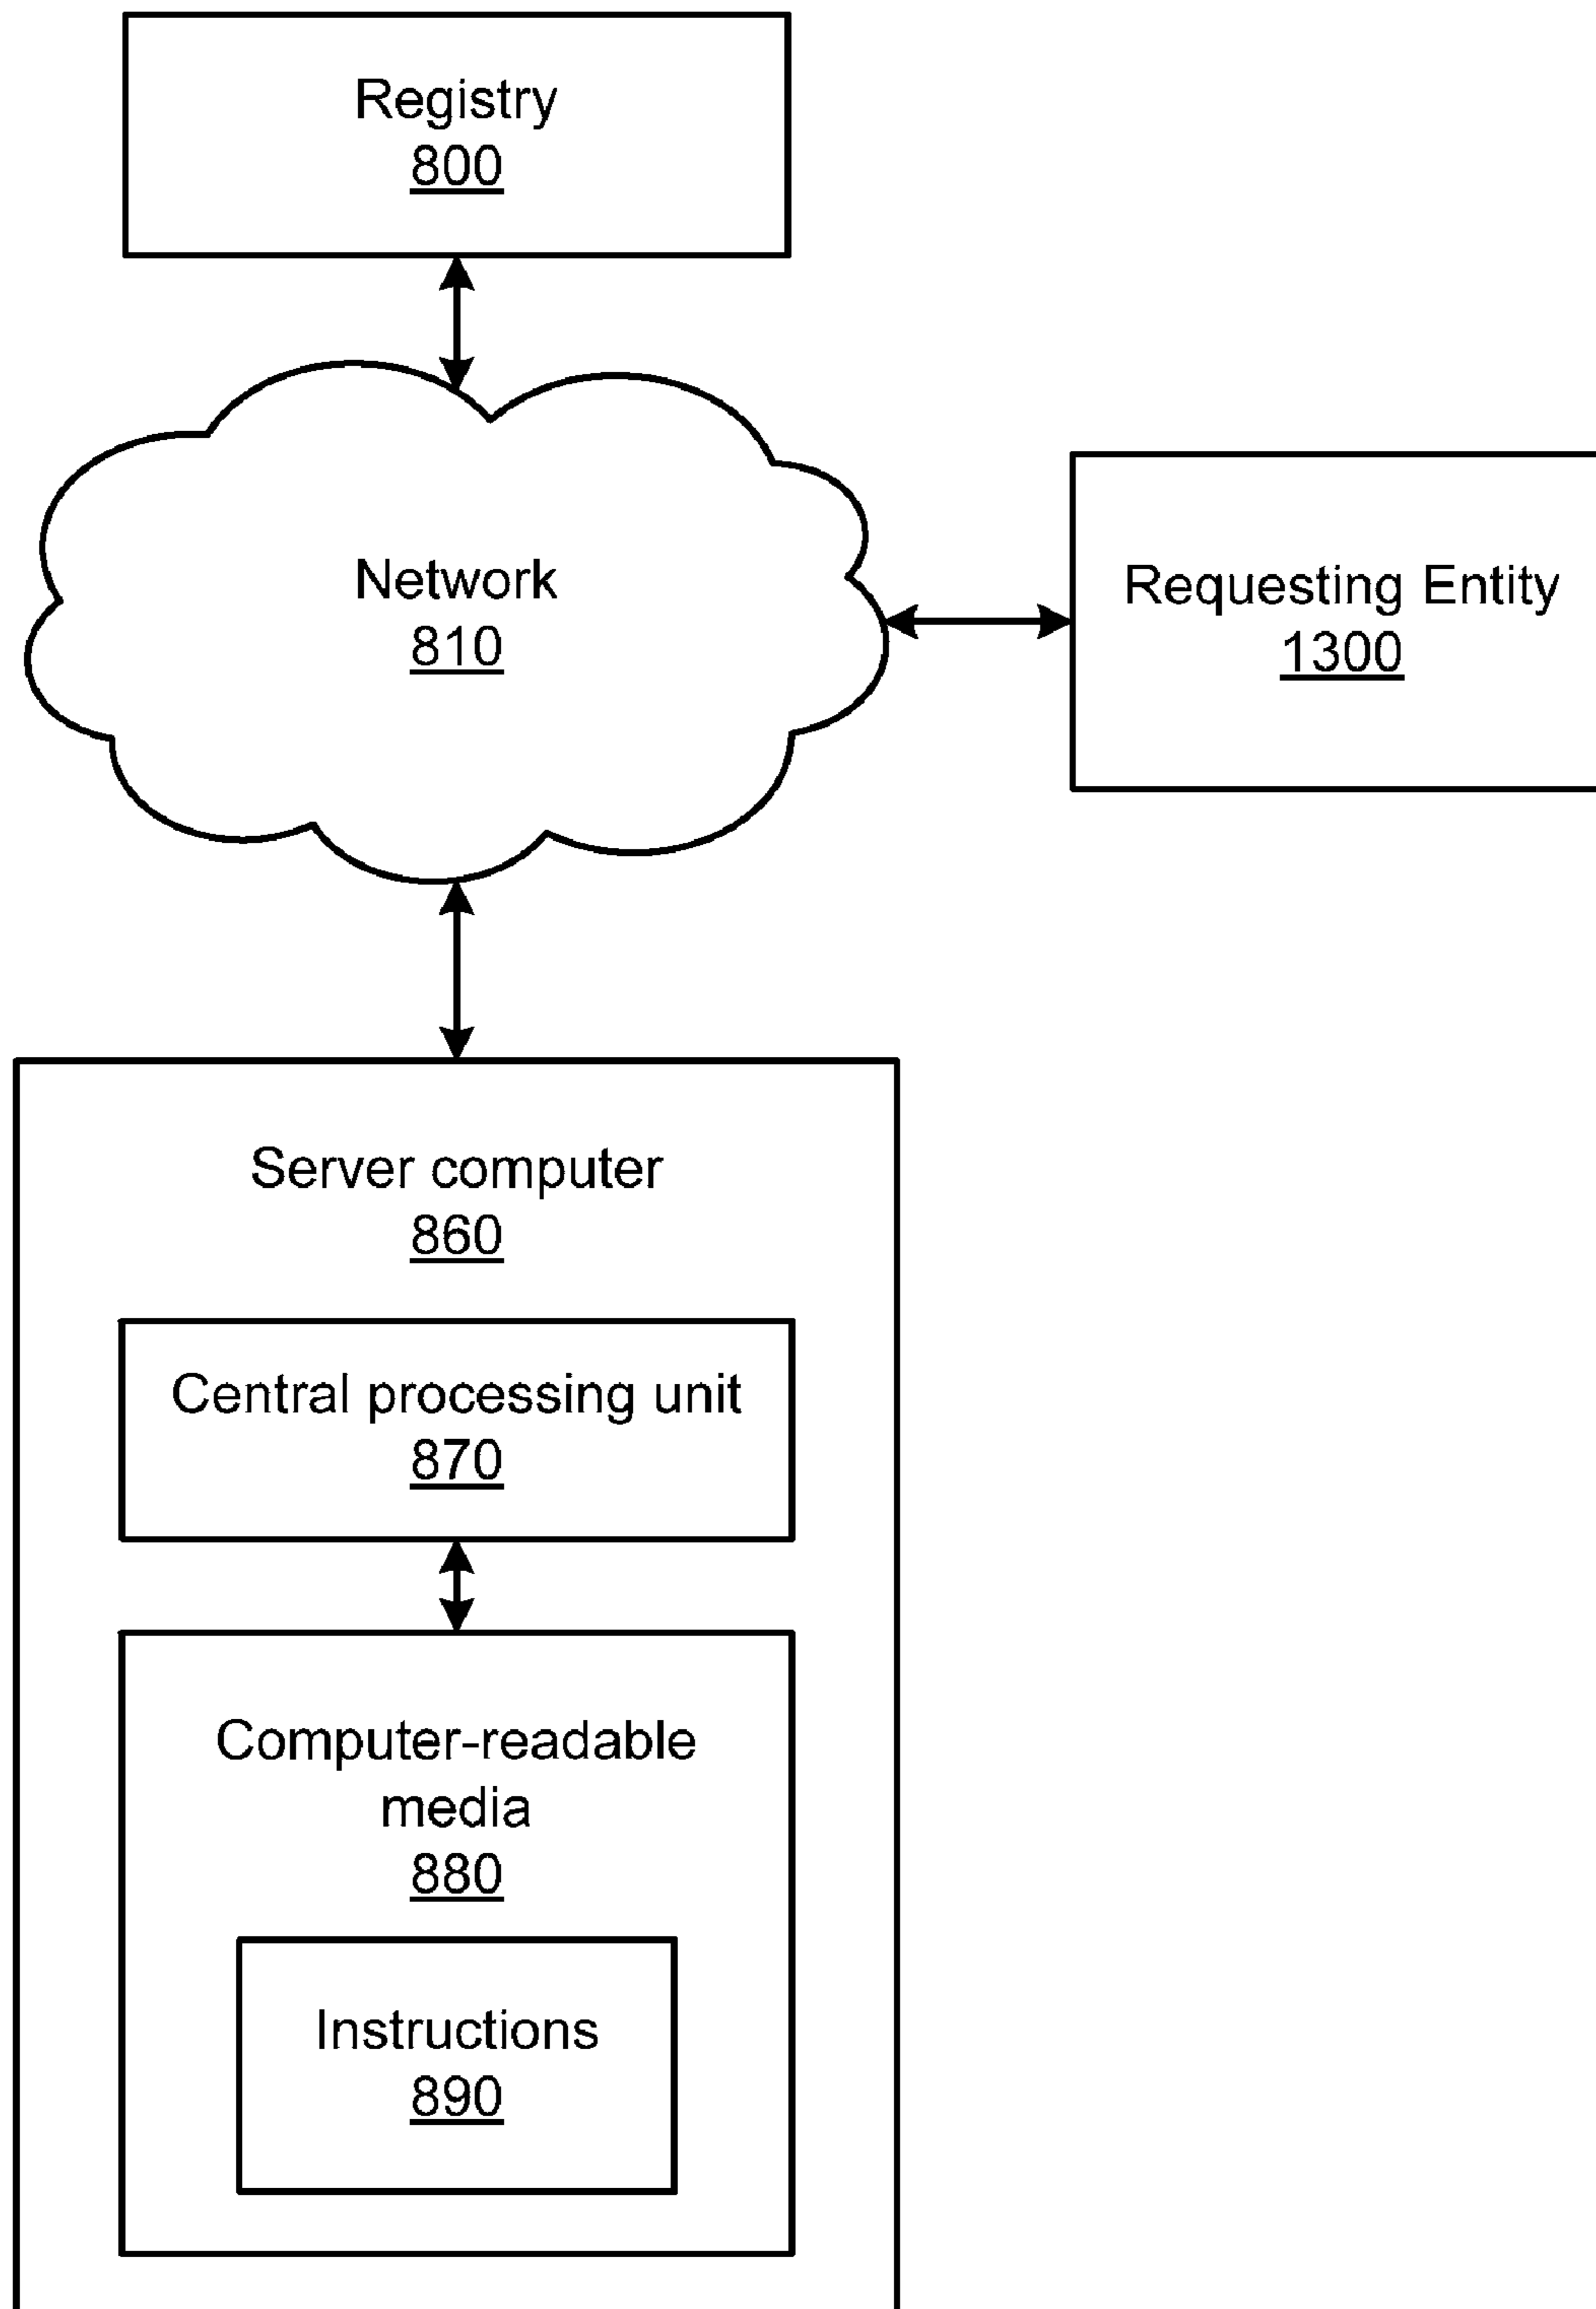 Registry
800
Network
810
Requesting Entity
1300
Server computer
860
Central processing unit
870
Computer-readable
media
880
Instructions
890